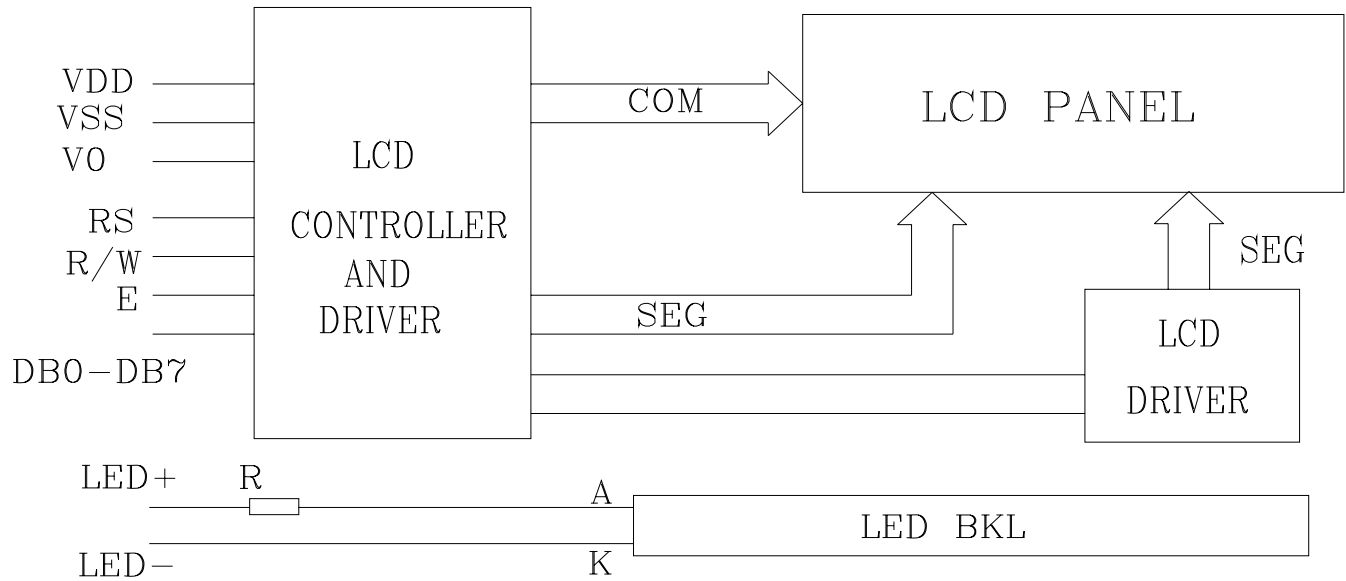 VDD
VSS
V0
RS
R/W
E
DB0-DB7
LCD
CONTROLLER
AND
DRIVER
COM
SEG
LCD PANEL
SEG
LCD
DRIVER
LED+
R
A
LED-
K
LED BKL